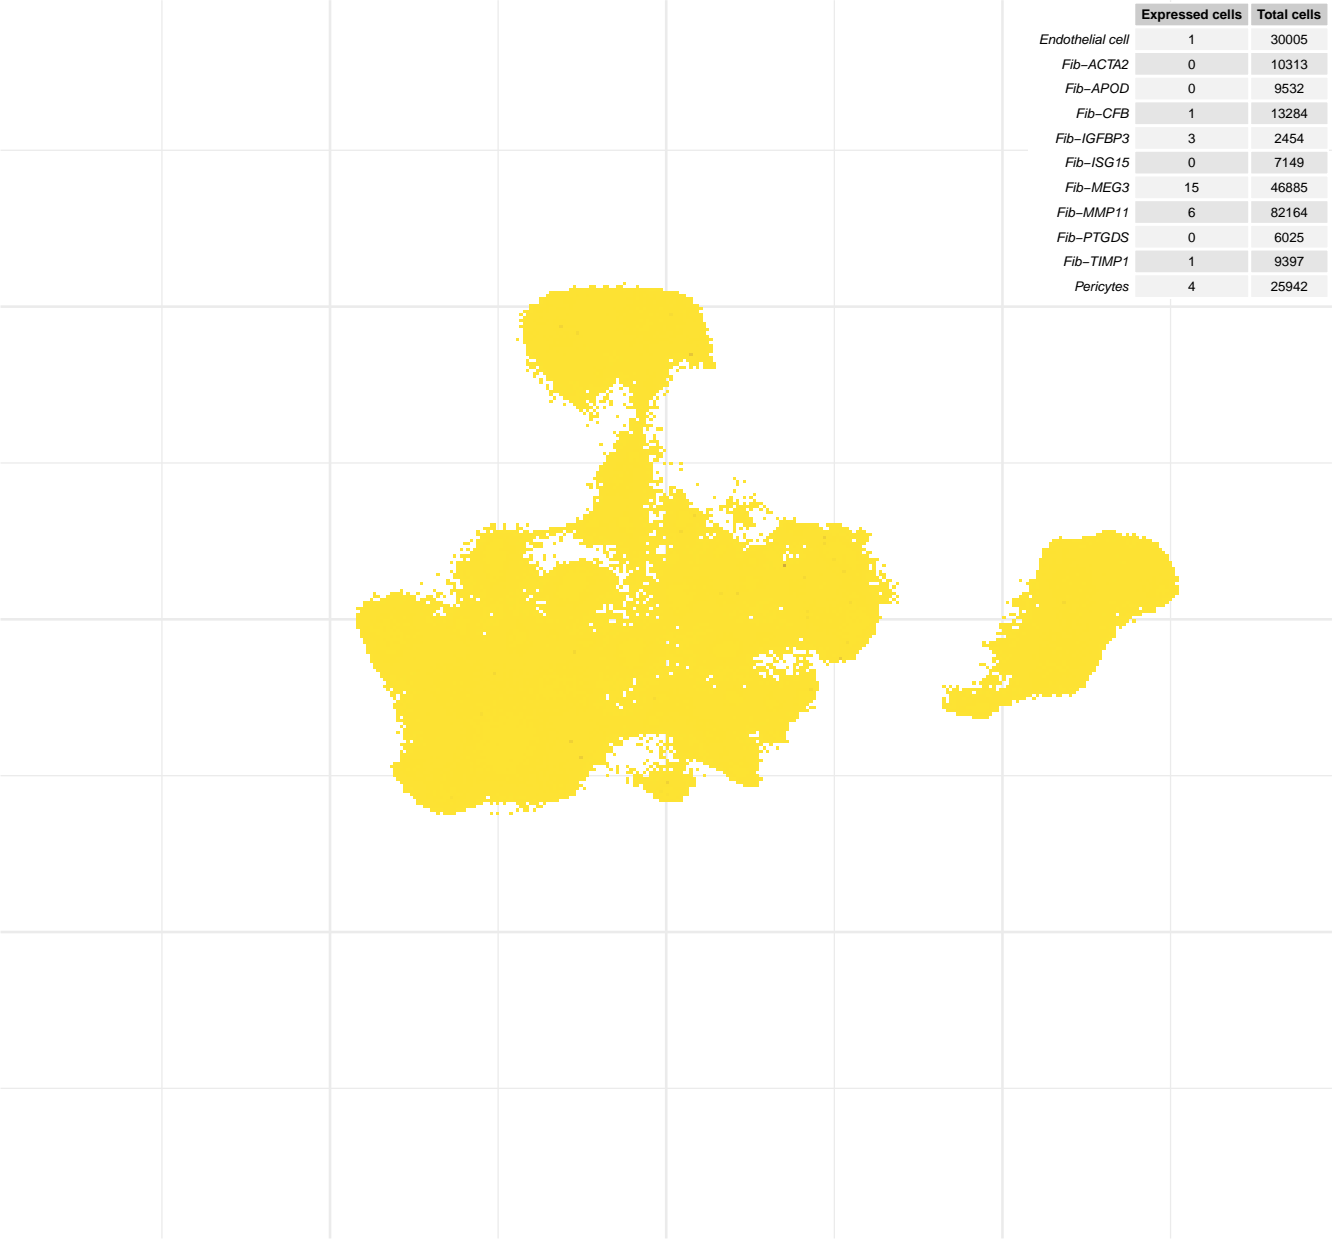 Expressed cells Total cells
Endothelial cell 1 30005
Fib−ACTA2 0 10313
Fib−APOD 0 9532
Fib−CFB 1 13284
Fib−IGFBP3 3 2454
Fib−ISG15 0 7149
Fib−MEG3 15 46885
Fib−MMP11 6 82164
Fib−PTGDS 0 6025
Fib−TIMP1 1 9397
Pericytes 4 25942